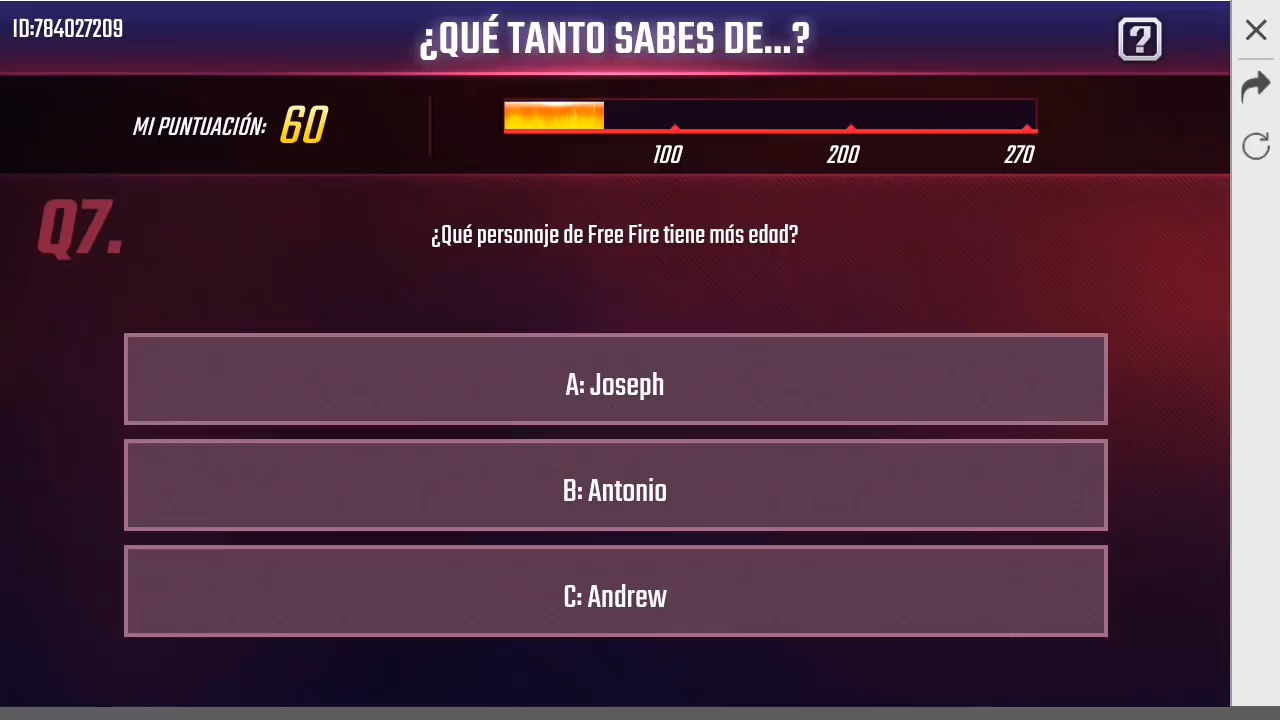 ID:784027209
¿QUÉ TANTO SABES DE...?
?
MI PUNTUACIÓN: 60
100 200 270
Q7.
¿Qué personaje de Free Fire tiene más edad?
A: Joseph
B: Antonio
C: Andrew